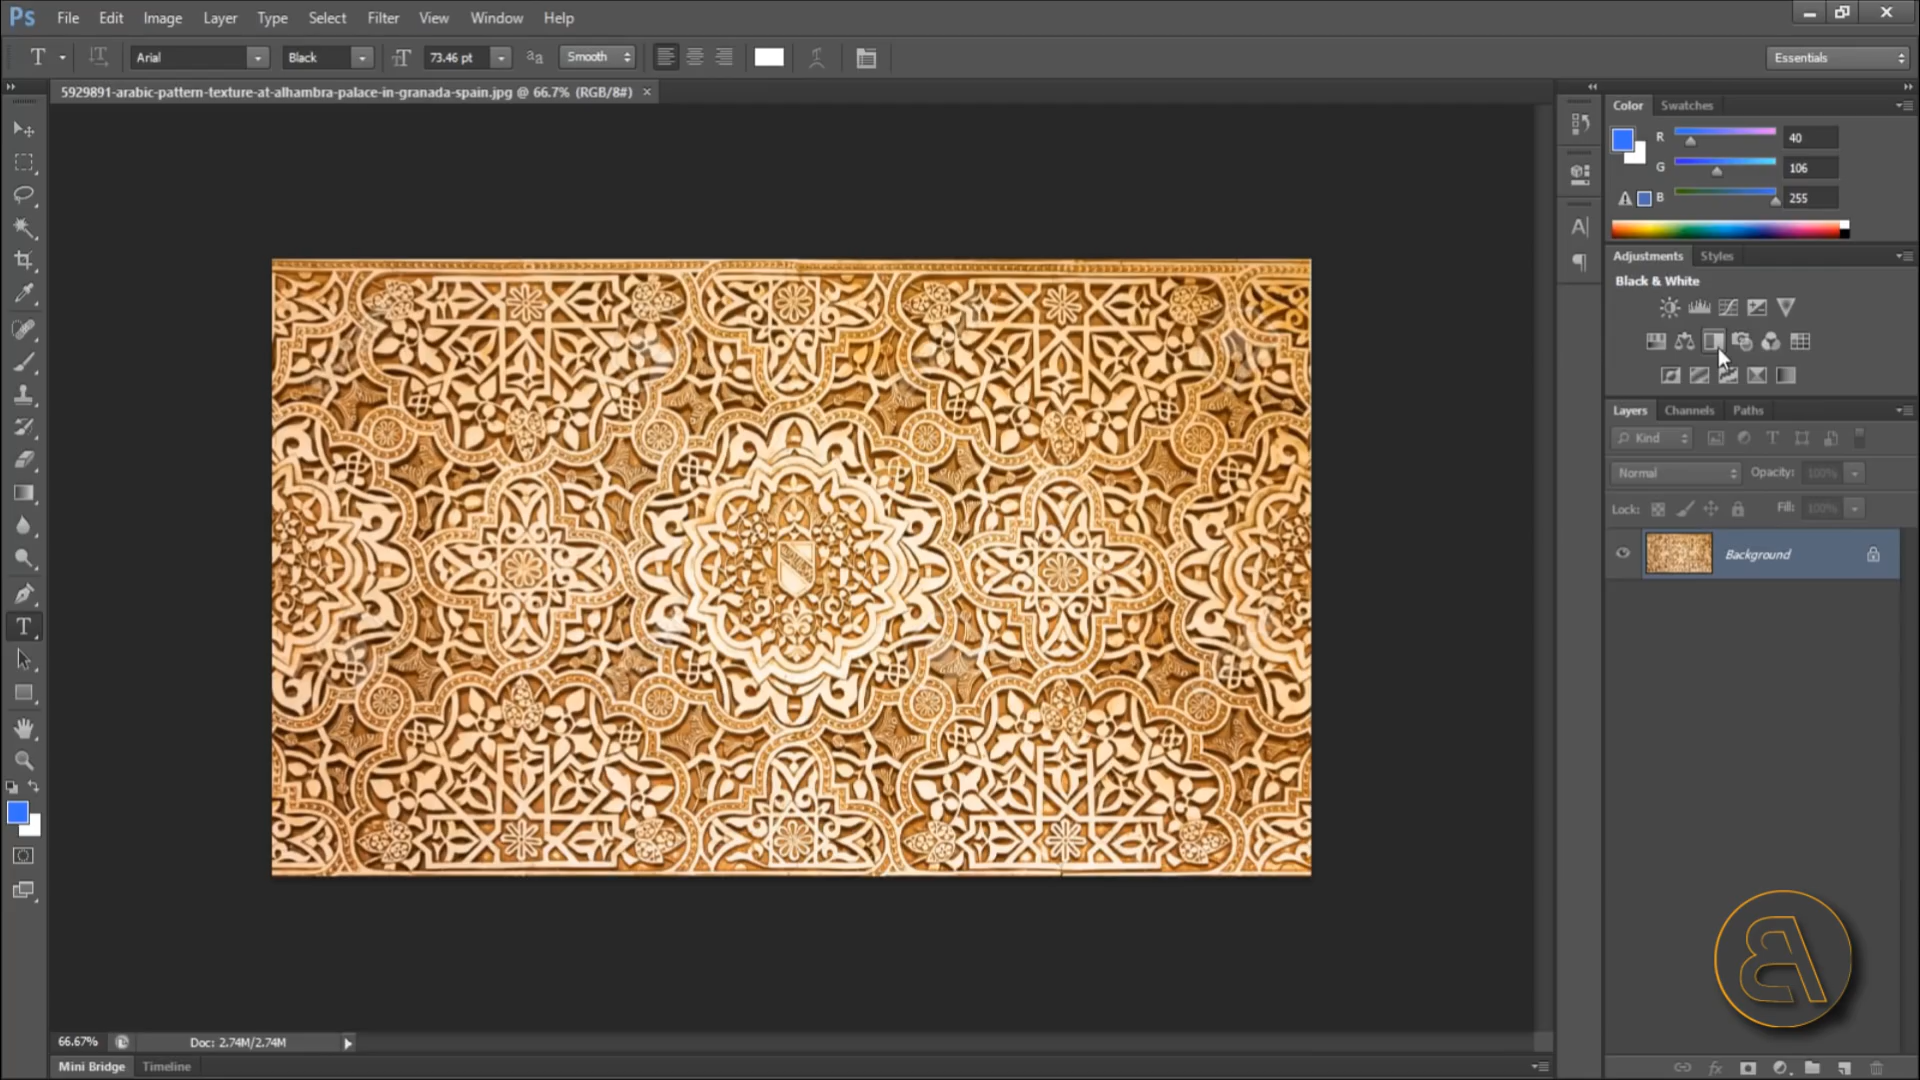 Ps File Edit Image Layer Type Select Filter View Window Help
T Arial Black 73.46 pt aa Smooth Essentials
5929891-arabic-pattern-texture-at-alhambra-palace-in-granada-spain.jpg @ 66.7% (RGB/8#) ×
Color Swatches
R 40
G 106
B 255
Adjustments Styles
Black & White
Layers Channels Paths
Kind
Normal Opacity: 100%
Lock: Fill: 100%
Background
66.67% Doc: 2.74M/2.74M
Mini Bridge Timeline